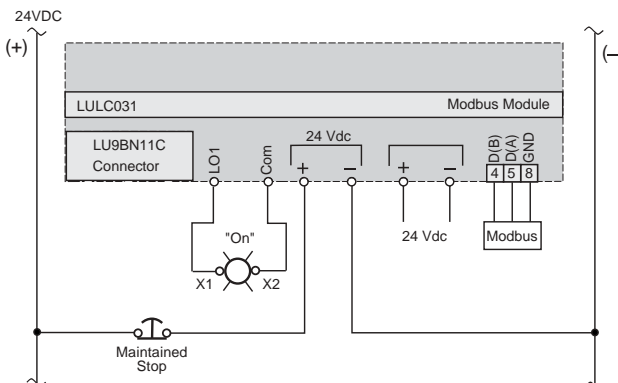 24VDC
(+)
(–
LULC031
Modbus Module
LU9BN11C
Connector
LO1
Com
24 Vdc
+
–
+
–
D(B)
D(A)
GND
4 5 8
"On"
X1
X2
24 Vdc
Modbus
Maintained
Stop